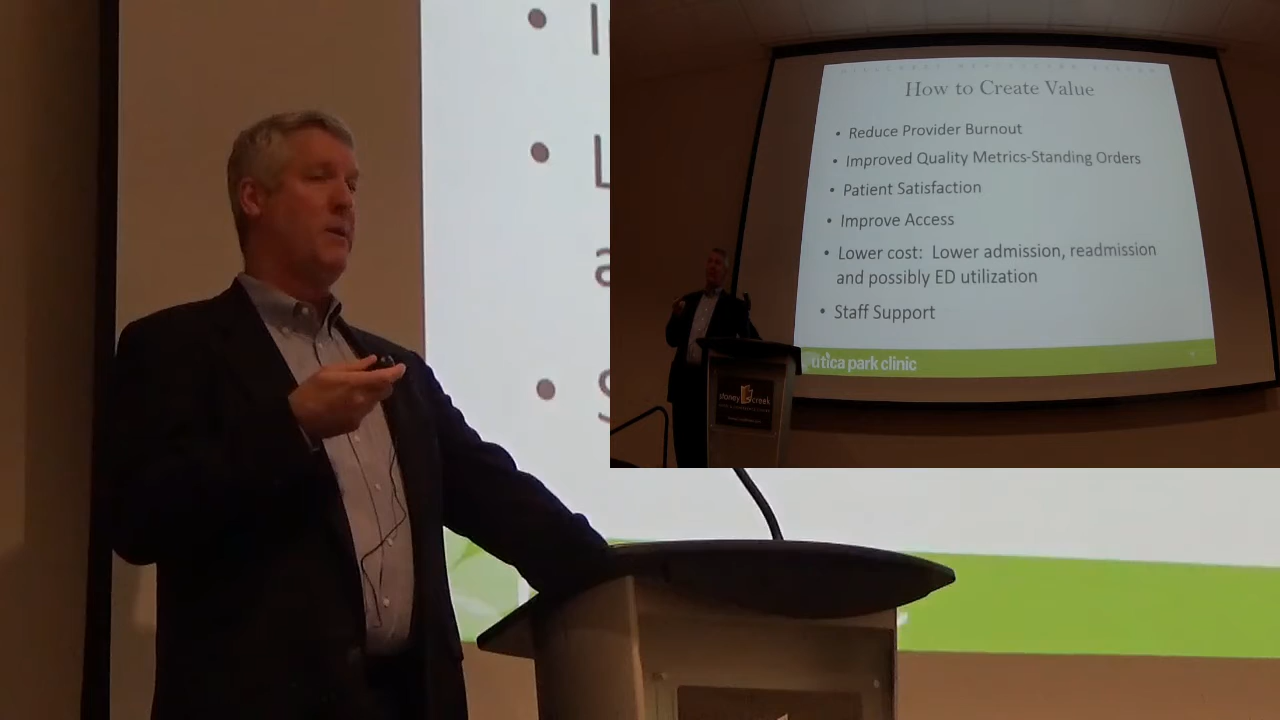 How to Create Value
• Reduce Provider Burnout
• Improved Quality Metrics-Standing Orders
• Patient Satisfaction
• Improve Access
• Lower cost: Lower admission, readmission
and possibly ED utilization
• Staff Support
utica park clinic
stoney creek